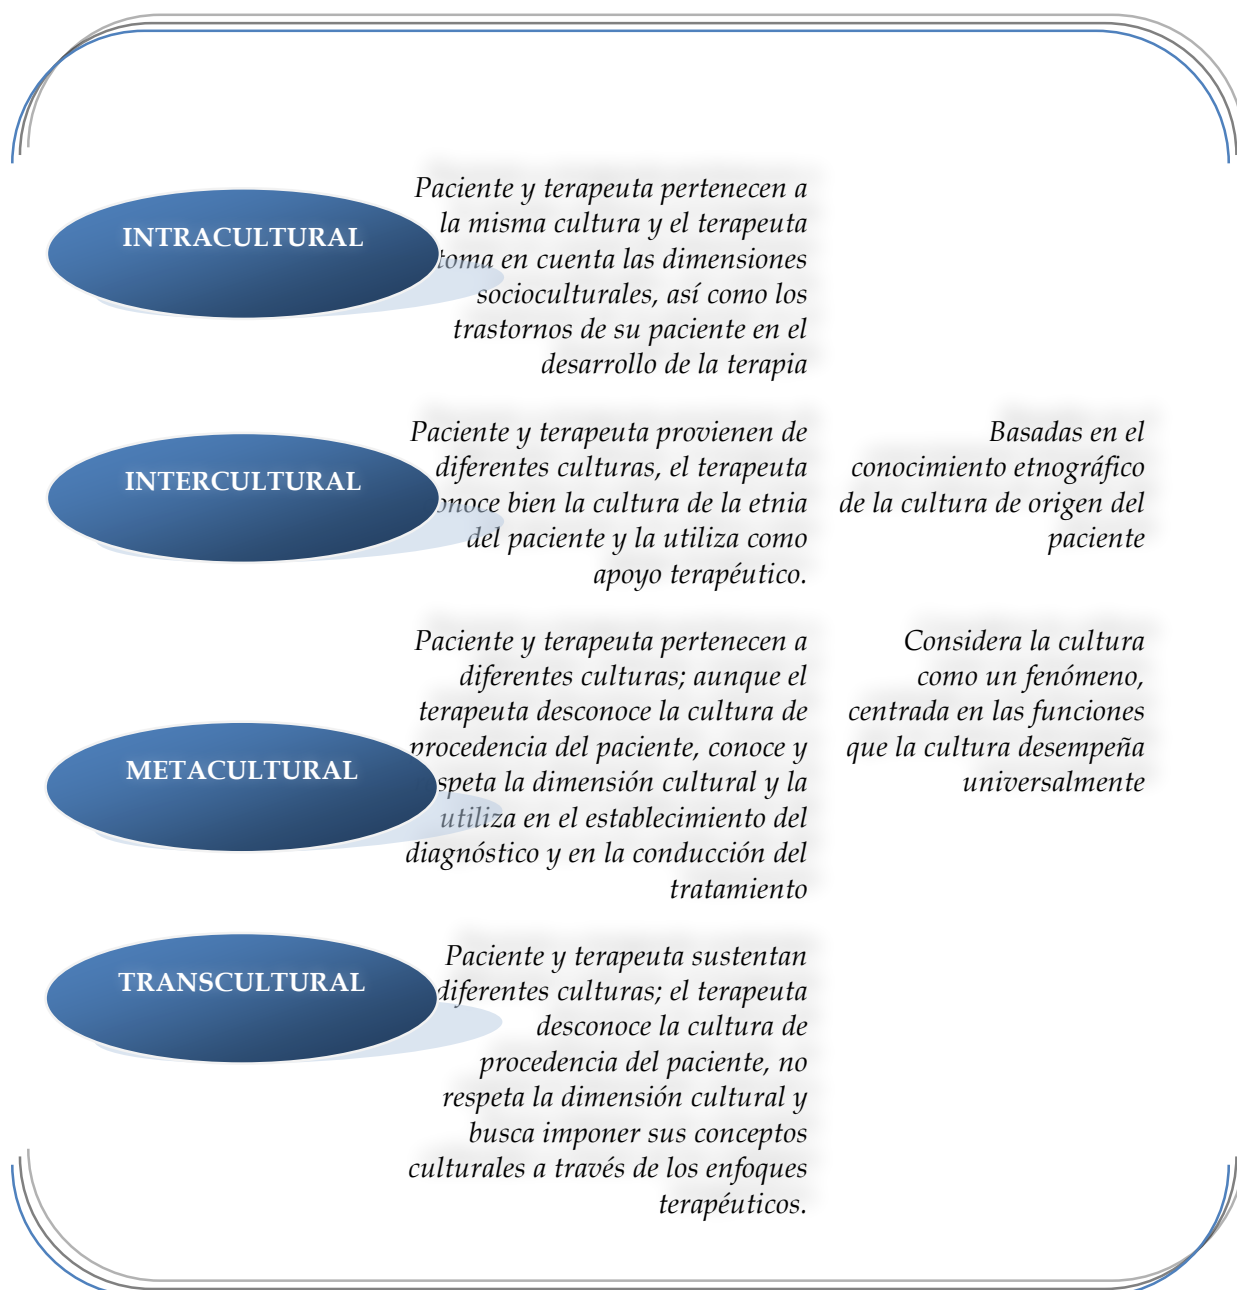 INTRACULTURAL
Paciente y terapeuta pertenecen a
la misma cultura y el terapeuta
toma en cuenta las dimensiones
socioculturales, así como los
trastornos de su paciente en el
desarrollo de la terapia
INTERCULTURAL
Paciente y terapeuta provienen de
diferentes culturas, el terapeuta
onoce bien la cultura de la etnia
del paciente y la utiliza como
apoyo terapéutico.
Basadas en el
conocimiento etnográfico
de la cultura de origen del
paciente
METACULTURAL
Paciente y terapeuta pertenecen a
diferentes culturas; aunque el
terapeuta desconoce la cultura de
procedencia del paciente, conoce y
speta la dimensión cultural y la
utiliza en el establecimiento del
diagnóstico y en la conducción del
tratamiento
Considera la cultura
como un fenómeno,
centrada en las funciones
que la cultura desempeña
universalmente
TRANSCULTURAL
Paciente y terapeuta sustentan
diferentes culturas; el terapeuta
desconoce la cultura de
procedencia del paciente, no
respeta la dimensión cultural y
busca imponer sus conceptos
culturales a través de los enfoques
terapéuticos.